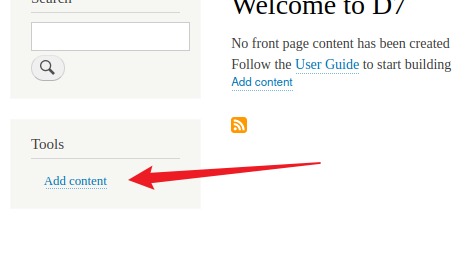 Search
Tools
Add content
Welcome to D7
No front page content has been created
Follow the User Guide to start building
Add content